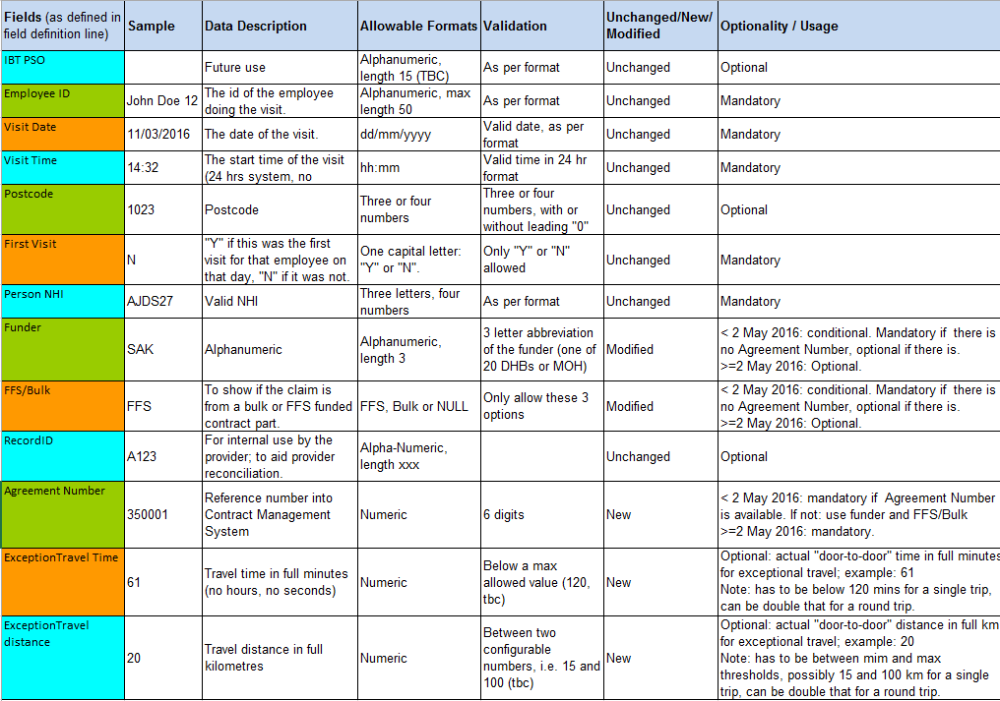 Fields (as defined in
field definition line)
Sample
Data Description
Allowable Formats
Validation
Unchanged/New/
Modified
Optionality / Usage
IBT PSO
Future use
Alphanumeric,
length 15 (TBC)
As per format
Unchanged
Optional
Employee ID
John Doe 12
The id of the employee
doing the visit.
Alphanumeric, max
length 50
As per format
Unchanged
Mandatory
Visit Date
11/03/2016
The date of the visit.
dd/mm/yyyy
Valid date, as per
format
Unchanged
Mandatory
Visit Time
14:32
The start time of the visit
(24 hrs system, no
hh:mm
Valid time in 24 hr
format
Unchanged
Mandatory
Postcode
1023
Postcode
Three or four
numbers
Three or four
numbers, with or
without leading "0"
Unchanged
Optional
First Visit
N
"Y" if this was the first
visit for that employee on
that day, "N" if it was not.
One capital letter:
"Y" or "N".
Only "Y" or "N"
allowed
Unchanged
Mandatory
Person NHI
AJDS27
Valid NHI
Three letters, four
numbers
As per format
Unchanged
Mandatory
Funder
SAK
Alphanumeric
Alphanumeric,
length 3
3 letter abbreviation
of the funder (one of
20 DHBs or MOH)
Modified
< 2 May 2016: conditional. Mandatory if there is
no Agreement Number, optional if there is.
>=2 May 2016: Optional.
FFS/Bulk
FFS
To show if the claim is
from a bulk or FFS funded
contract part.
FFS, Bulk or NULL
Only allow these 3
options
Modified
< 2 May 2016: conditional. Mandatory if there is
no Agreement Number, optional if there is.
>=2 May 2016: Optional.
RecordID
A123
For internal use by the
provider; to aid provider
reconciliation.
Alpha-Numeric,
length xxx
Unchanged
Optional
Agreement Number
350001
Reference number into
Contract Management
System
Numeric
6 digits
New
< 2 May 2016: mandatory if Agreement Number
is available. If not: use funder and FFS/Bulk
>=2 May 2016: mandatory.
ExceptionTravel Time
61
Travel time in full minutes
(no hours, no seconds)
Numeric
Below a max
allowed value (120,
tbc)
New
Optional: actual "door-to-door" time in full minutes
for exceptional travel; example: 61
Note: has to be below 120 mins for a single trip,
can be double that for a round trip.
ExceptionTravel
distance
20
Travel distance in full
kilometres
Numeric
Between two
configurable
numbers, i.e. 15 and
100 (tbc)
New
Optional: actual "door-to-door" distance in full km
for exceptional travel; example: 20
Note: has to be between mim and max
thresholds, possibly 15 and 100 km for a single
trip, can be double that for a round trip.